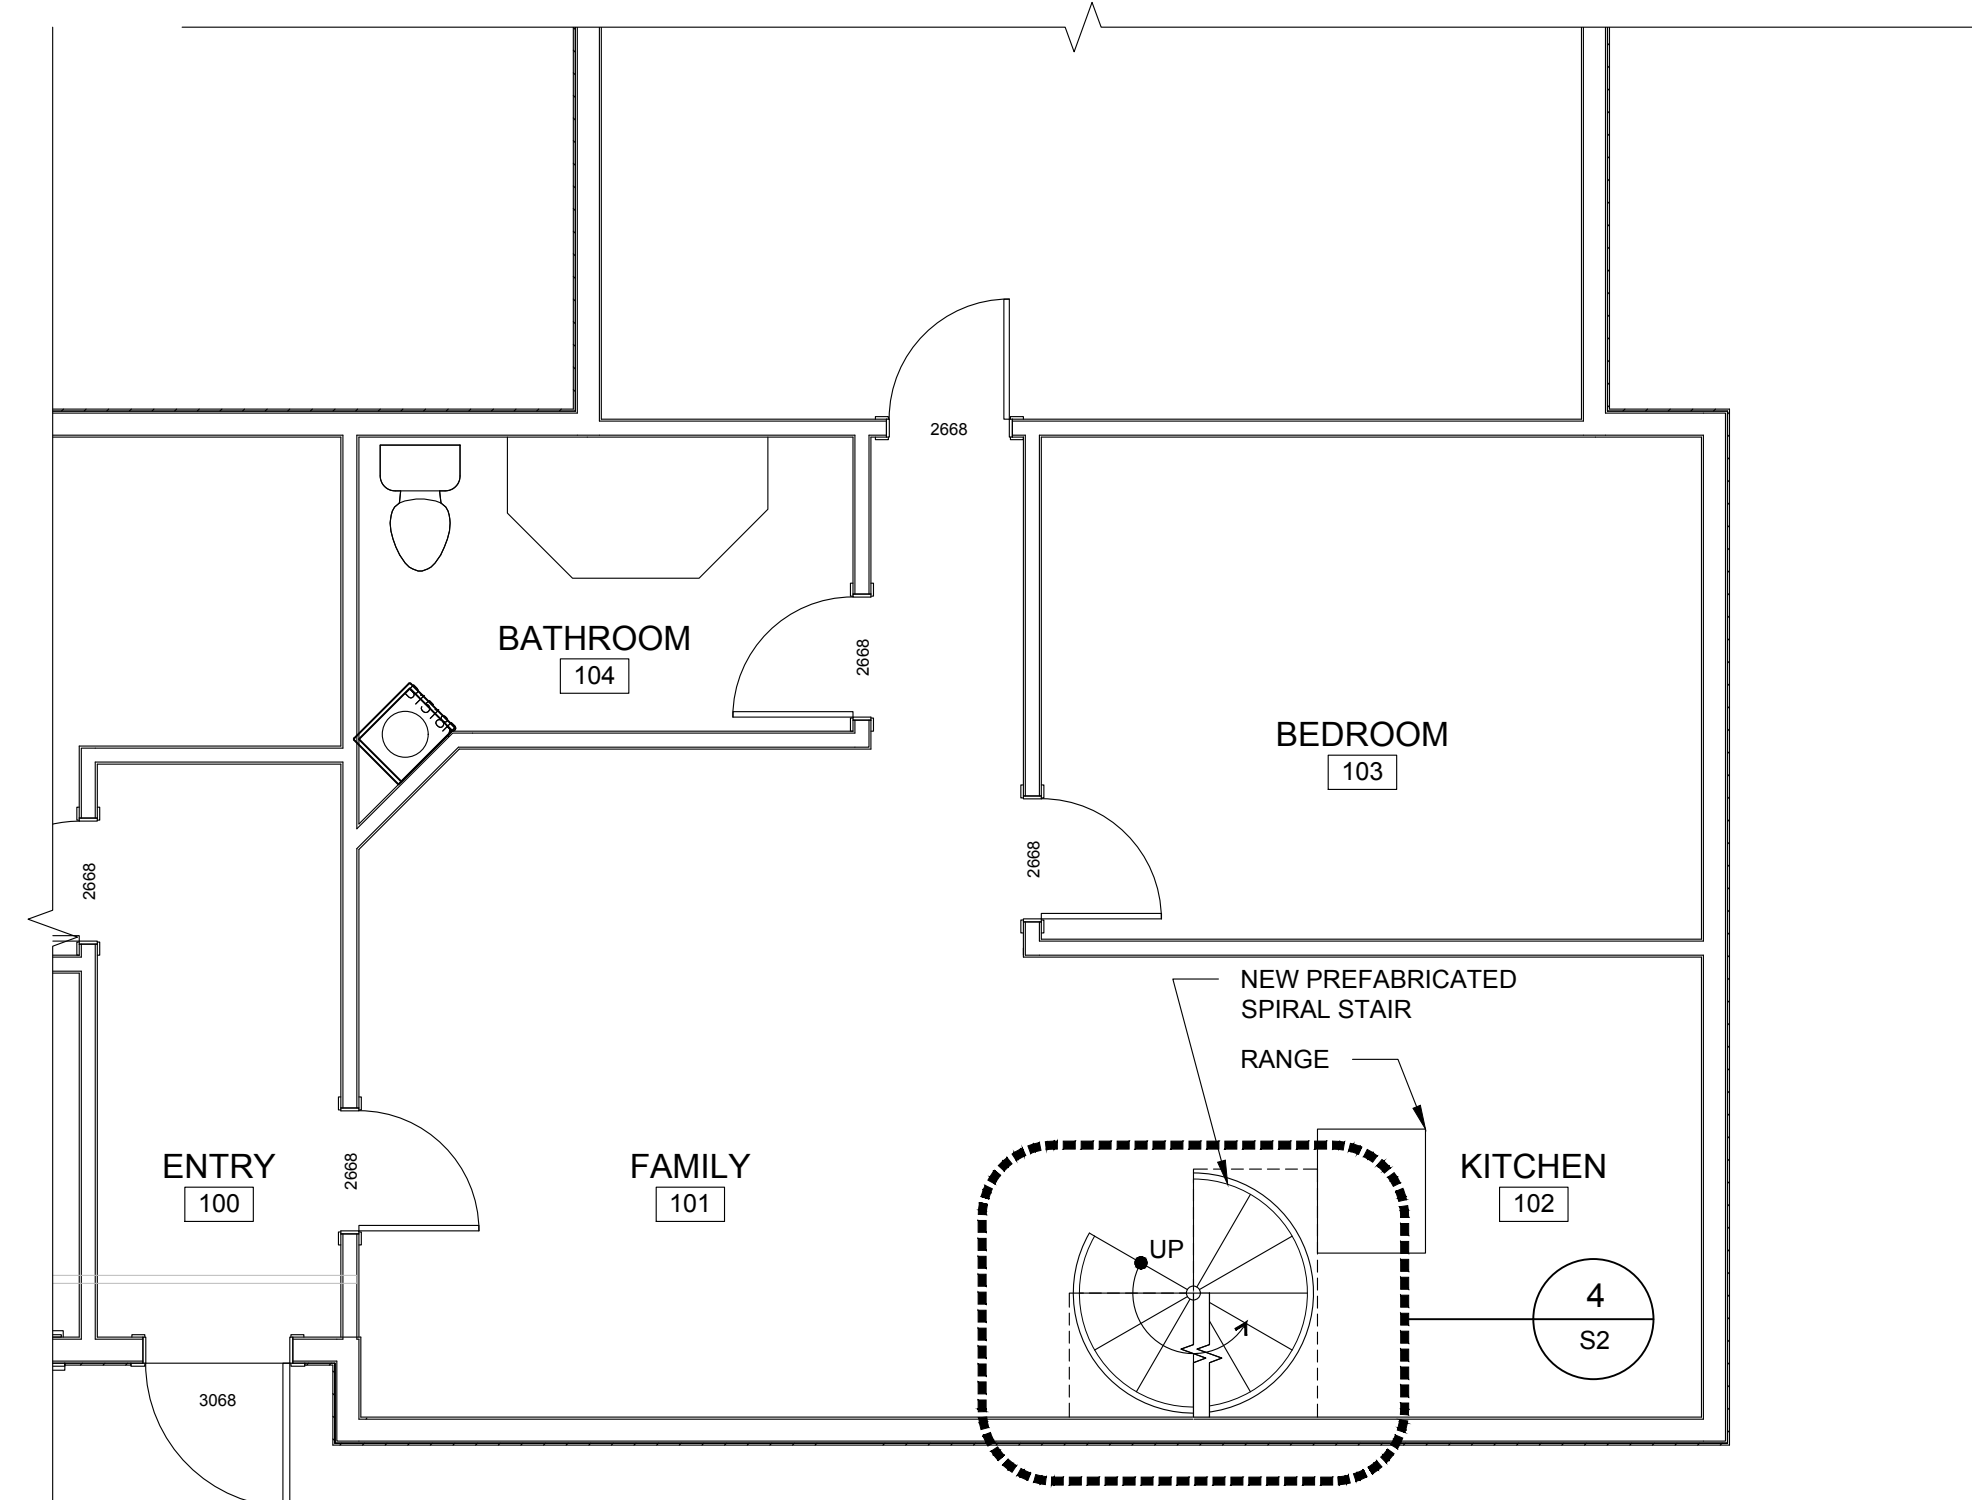 2668
BATHROOM
104
2668
BEDROOM
103
2668
2668
NEW PREFABRICATED
SPIRAL STAIR
RANGE
ENTRY
100
2668
FAMILY
101
KITCHEN
102
UP
4
S2
3068